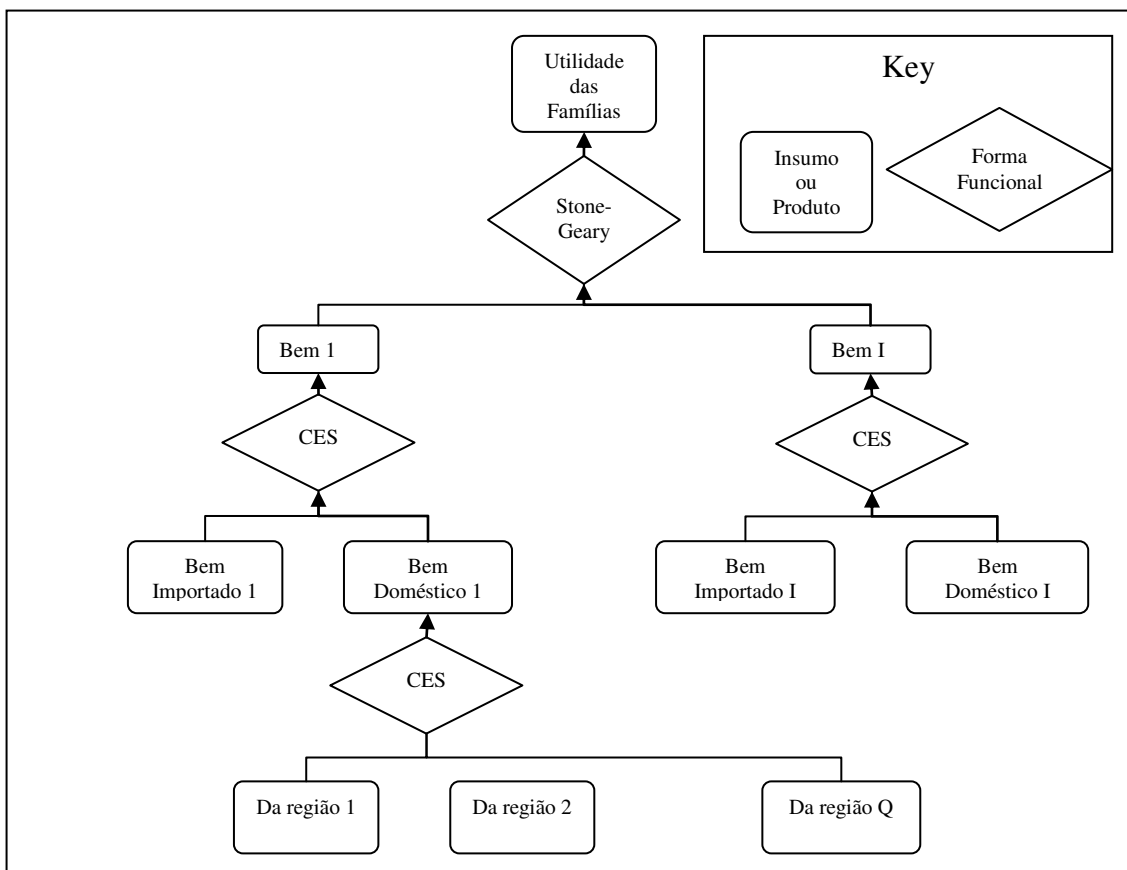 Utilidade
das
Famílias
Key
Insumo
ou
Produto
Forma
Funcional
Stone-
Geary
Bem 1
Bem I
CES
CES
Bem
Importado 1
Bem
Doméstico 1
Bem
Importado I
Bem
Doméstico I
CES
Da região 1
Da região 2
Da região Q